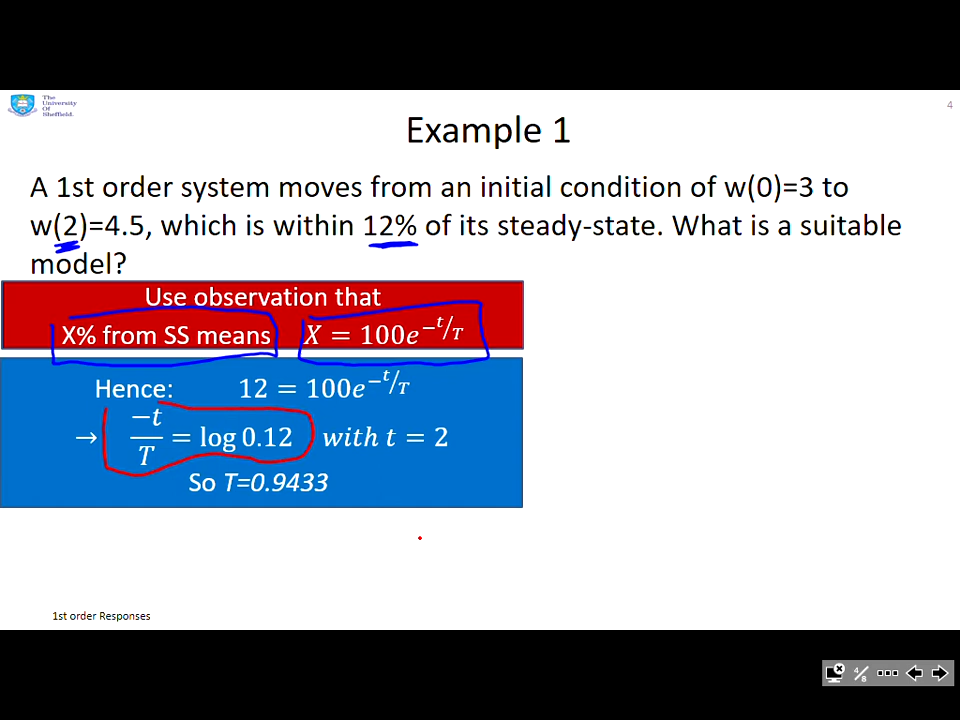 The
University
Of
Sheffield.
4
Example 1
A 1st order system moves from an initial condition of w(0)=3 to
w(2)=4.5, which is within 12% of its steady-state. What is a suitable
model?
Use observation that
X% from SS means X = 100e^{-t/T}
Hence: 12 = 100e^{-t/T}
→ -t/T = log 0.12 with t = 2
So T=0.9433
1st order Responses
4/8